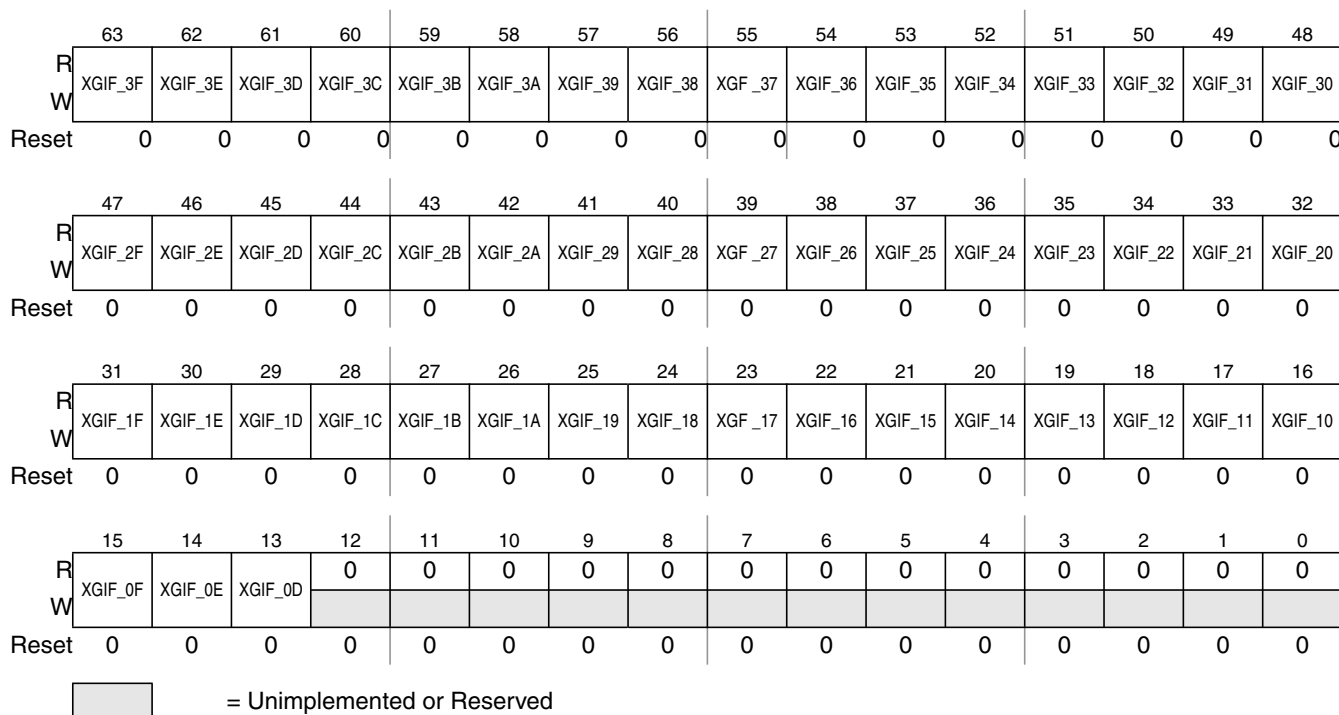 63 62 61 60 59 58 57 56 55 54 53 52 51 50 49 48
R
XGIF_3F XGIF_3E XGIF_3D XGIF_3C XGIF_3B XGIF_3A XGIF_39 XGIF_38 XGF _37 XGIF_36 XGIF_35 XGIF_34 XGIF_33 XGIF_32 XGIF_31 XGIF_30
W
Reset 0 0 0 0 0 0 0 0 0 0 0 0 0 0 0 0
47 46 45 44 43 42 41 40 39 38 37 36 35 34 33 32
R
XGIF_2F XGIF_2E XGIF_2D XGIF_2C XGIF_2B XGIF_2A XGIF_29 XGIF_28 XGF _27 XGIF_26 XGIF_25 XGIF_24 XGIF_23 XGIF_22 XGIF_21 XGIF_20
W
Reset 0 0 0 0 0 0 0 0 0 0 0 0 0 0 0 0
31 30 29 28 27 26 25 24 23 22 21 20 19 18 17 16
R
XGIF_1F XGIF_1E XGIF_1D XGIF_1C XGIF_1B XGIF_1A XGIF_19 XGIF_18 XGF _17 XGIF_16 XGIF_15 XGIF_14 XGIF_13 XGIF_12 XGIF_11 XGIF_10
W
Reset 0 0 0 0 0 0 0 0 0 0 0 0 0 0 0 0
15 14 13 12 11 10 9 8 7 6 5 4 3 2 1 0
R 0 0 0 0 0 0 0 0 0 0 0 0 0
XGIF_0F XGIF_0E XGIF_0D
W
Reset 0 0 0 0 0 0 0 0 0 0 0 0 0 0 0 0
= Unimplemented or Reserved